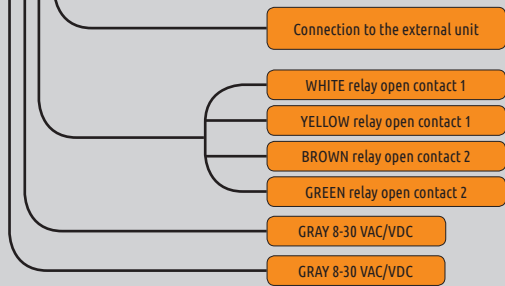 Connection to the external unit
WHITE relay open contact 1
YELLOW relay open contact 1
BROWN relay open contact 2
GREEN relay open contact 2
GRAY 8-30 VAC/VDC
GRAY 8-30 VAC/VDC